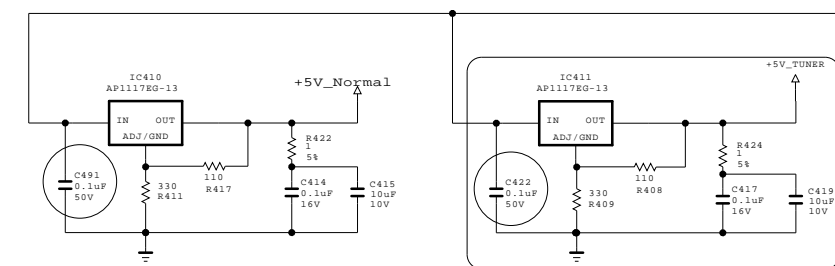 IC410
AP1117EG-13
+5V_Normal
IN
OUT
ADJ/GND
R422
1
5%
C491
0.1uF
50V
330
R411
110
R417
C414
0.1uF
16V
C415
10uF
10V
+5V_TUNER
IC411
AP1117EG-13
IN
OUT
ADJ/GND
R424
1
5%
C422
0.1uF
50V
330
R409
110
R408
C417
0.1uF
16V
C419
10uF
10V